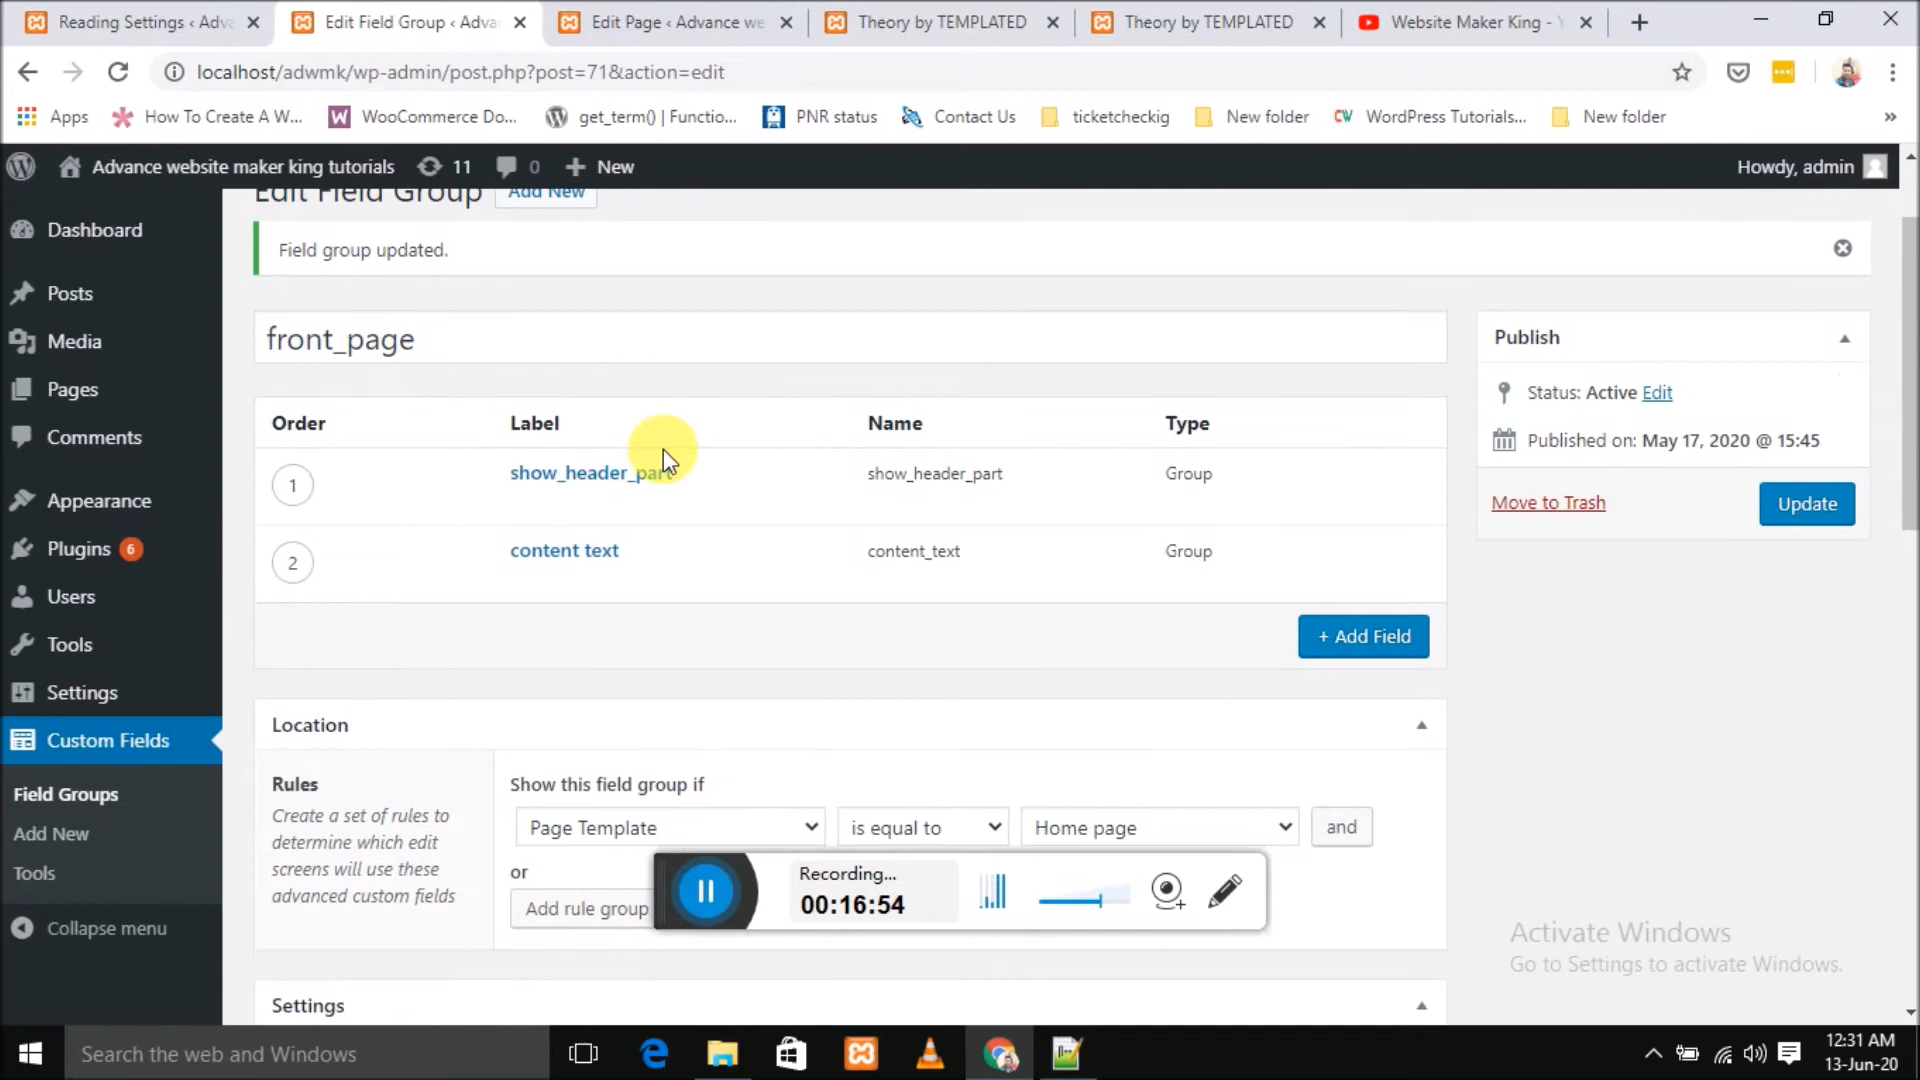 Reading Settings ‹ Adva
Edit Field Group ‹ Adva
Edit Page ‹ Advance we
Theory by TEMPLATED
Theory by TEMPLATED
Website Maker King - Y
localhost/adwmk/wp-admin/post.php?post=71&action=edit
Apps
How To Create A W...
WooCommerce Do...
get_term() | Functio...
PNR status
Contact Us
ticketcheckig
New folder
WordPress Tutorials...
New folder
»
Advance website maker king tutorials
11
0
New
Howdy, admin
Edit Field Group
Add New
Dashboard
Posts
Media
Pages
Comments
Appearance
Plugins 6
Users
Tools
Settings
Custom Fields
Field Groups
Add New
Tools
Collapse menu
Field group updated.
front_page
Order Label Name Type
1 show_header_part show_header_part Group
2 content text content_text Group
+ Add Field
Publish
Status: Active Edit
Published on: May 17, 2020 @ 15:45
Move to Trash
Update
Location
Rules
Create a set of rules to
determine which edit
screens will use these
advanced custom fields
Show this field group if
Page Template
is equal to
Home page
and
or
Add rule group
Recording...
00:16:54
Settings
Activate Windows
Go to Settings to activate Windows.
Search the web and Windows
12:31 AM
13-Jun-20